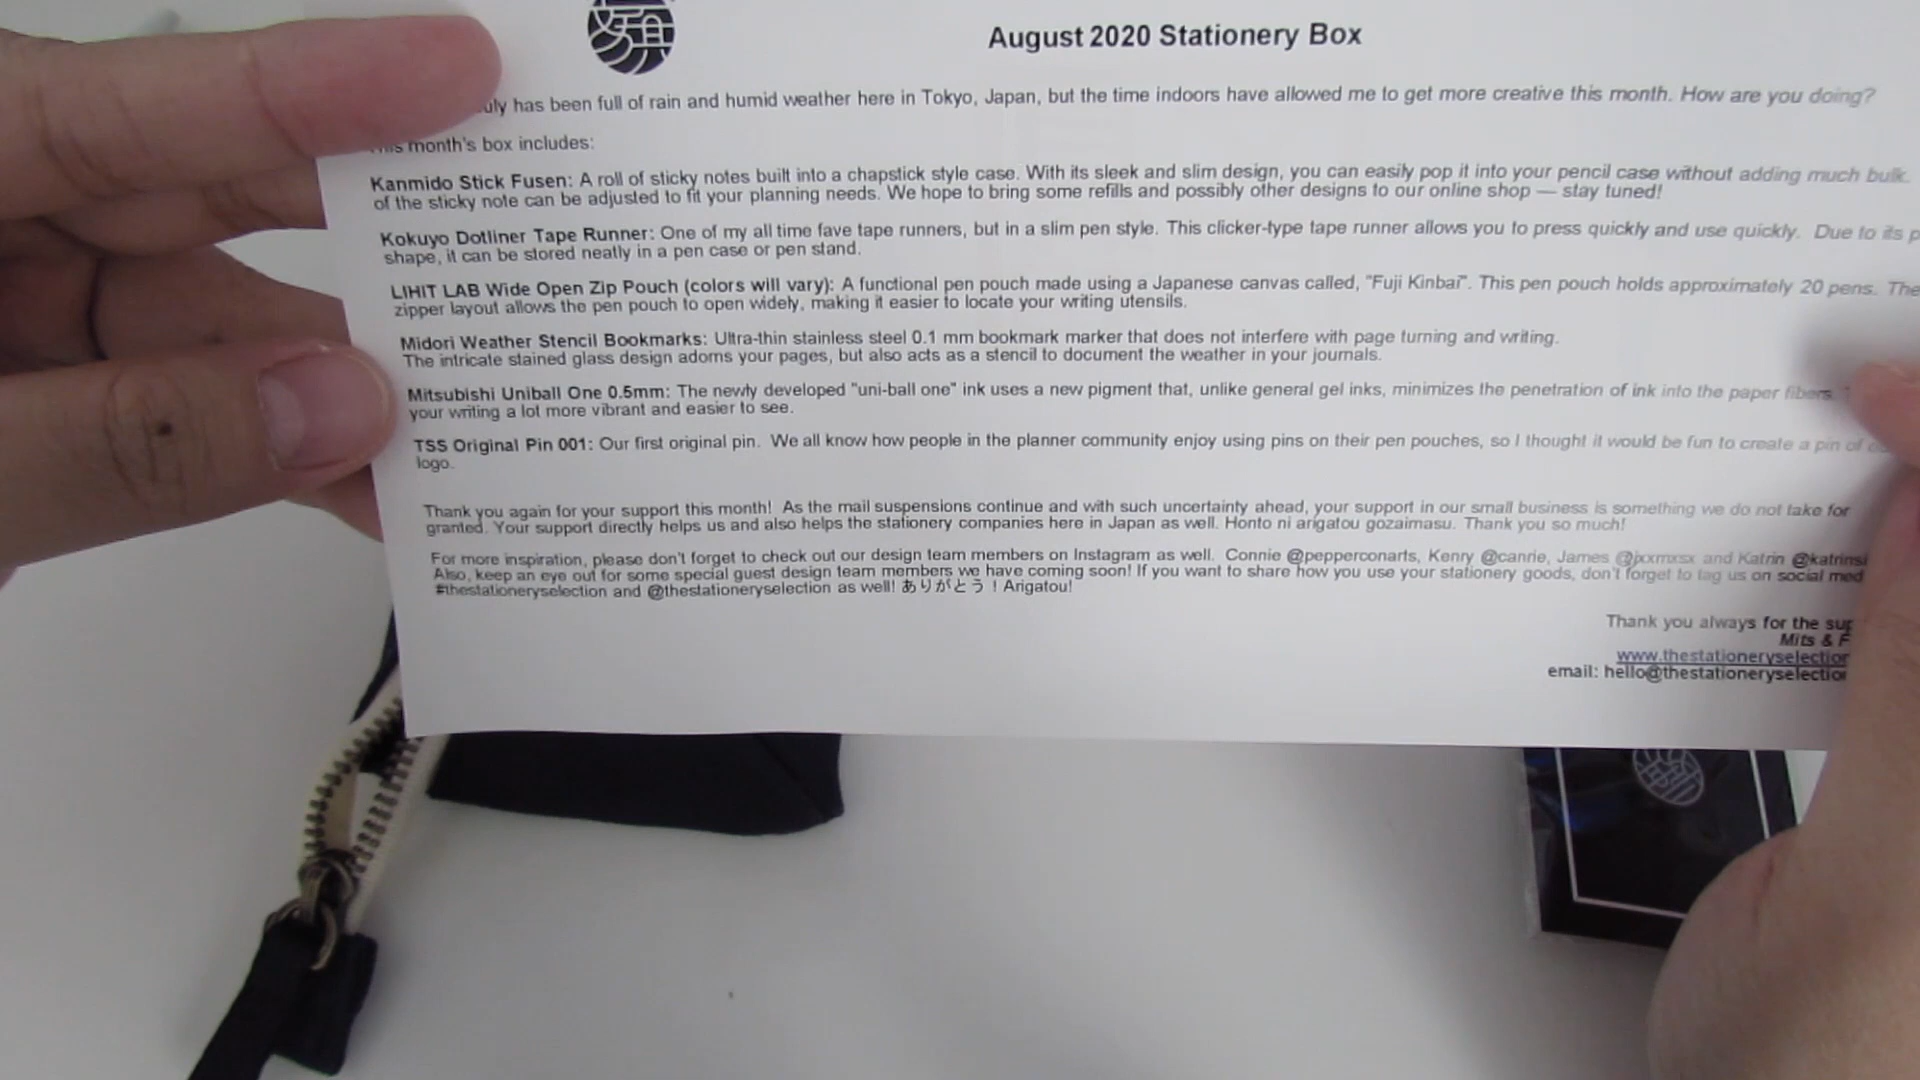 August 2020 Stationery Box
has been full of rain and humid weather here in Tokyo, Japan, but the time indoors have allowed me to get more creative this month. How are you doing?
month's box includes:
Kanmido Stick Fusen: A roll of sticky notes built into a chapstick style case. With its sleek and slim design, you can easily pop it into your pencil case without adding much bulk.
of the sticky note can be adjusted to fit your planning needs. We hope to bring some refills and possibly other designs to our online shop — stay tuned!
Kokuyo Dotliner Tape Runner: One of my all time fave tape runners, but in a slim pen style. This clicker-type tape runner allows you to press quickly and use quickly. Due to its
shape, it can be stored neatly in a pen case or pen stand.
LIHIT LAB Wide Open Zip Pouch (colors will vary): A functional pen pouch made using a Japanese canvas called, "Fuji Kinbai". This pen pouch holds approximately 20 pens. The
zipper layout allows the pen pouch to open widely, making it easier to locate your writing utensils.
Midori Weather Stencil Bookmarks: Ultra-thin stainless steel 0.1 mm bookmark marker that does not interfere with page turning and writing.
The intricate stained glass design adorns your pages, but also acts as a stencil to document the weather in your journals.
Mitsubishi Uniball One 0.5mm: The newly developed "uni-ball one" ink uses a new pigment that, unlike general gel inks, minimizes the penetration of ink into the paper fibers.
your writing a lot more vibrant and easier to see.
TSS Original Pin 001: Our first original pin. We all know how people in the planner community enjoy using pins on their pen pouches, so I thought it would be fun to create a pin of
logo.
Thank you again for your support this month! As the mail suspensions continue and with such uncertainty ahead, your support in our small business is something we do not take for
granted. Your support directly helps us and also helps the stationery companies here in Japan as well. Honto ni arigatou gozaimasu. Thank you so much!
For more inspiration, please don't forget to check out our design team members on Instagram as well. Connie @pepperconarts, Kenry @canrie, James @jxxmxsx and Katrin @katrinsl
Also, keep an eye out for some special guest design team members we have coming soon! If you want to share how you use your stationery goods, don't forget to tag us on social med
#thestationeryselection and @thestationeryselection as well! ありがとう！Arigatou!
Thank you always for the sup
Mits & F
www.thestationeryselection
email: hello@thestationeryselection